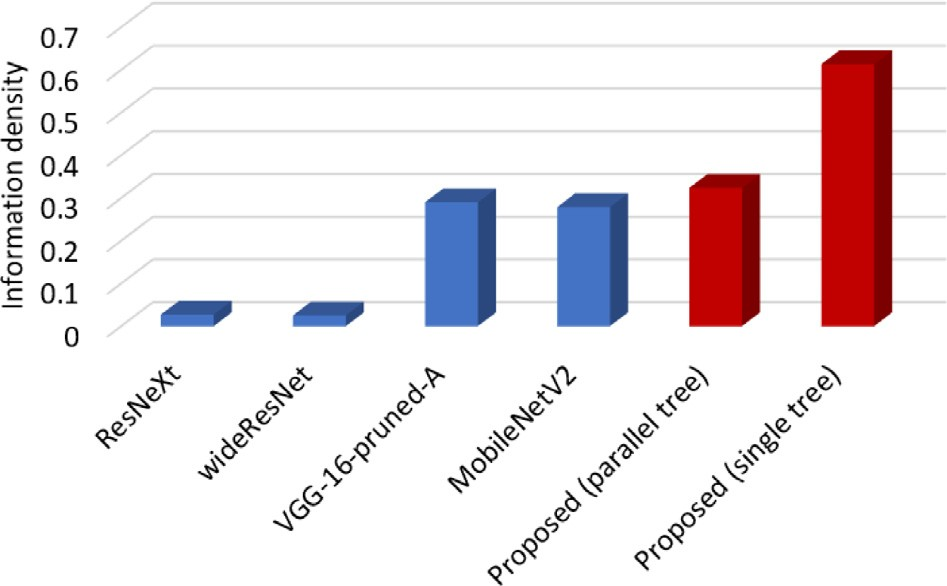 Information density
0.7
0.6
0.5
0.4
0.3
0.2
0.1
0
ResNeXt
wideResNet
VGG-16-pruned-A
MobileNetV2
Proposed (parallel tree)
Proposed (single tree)